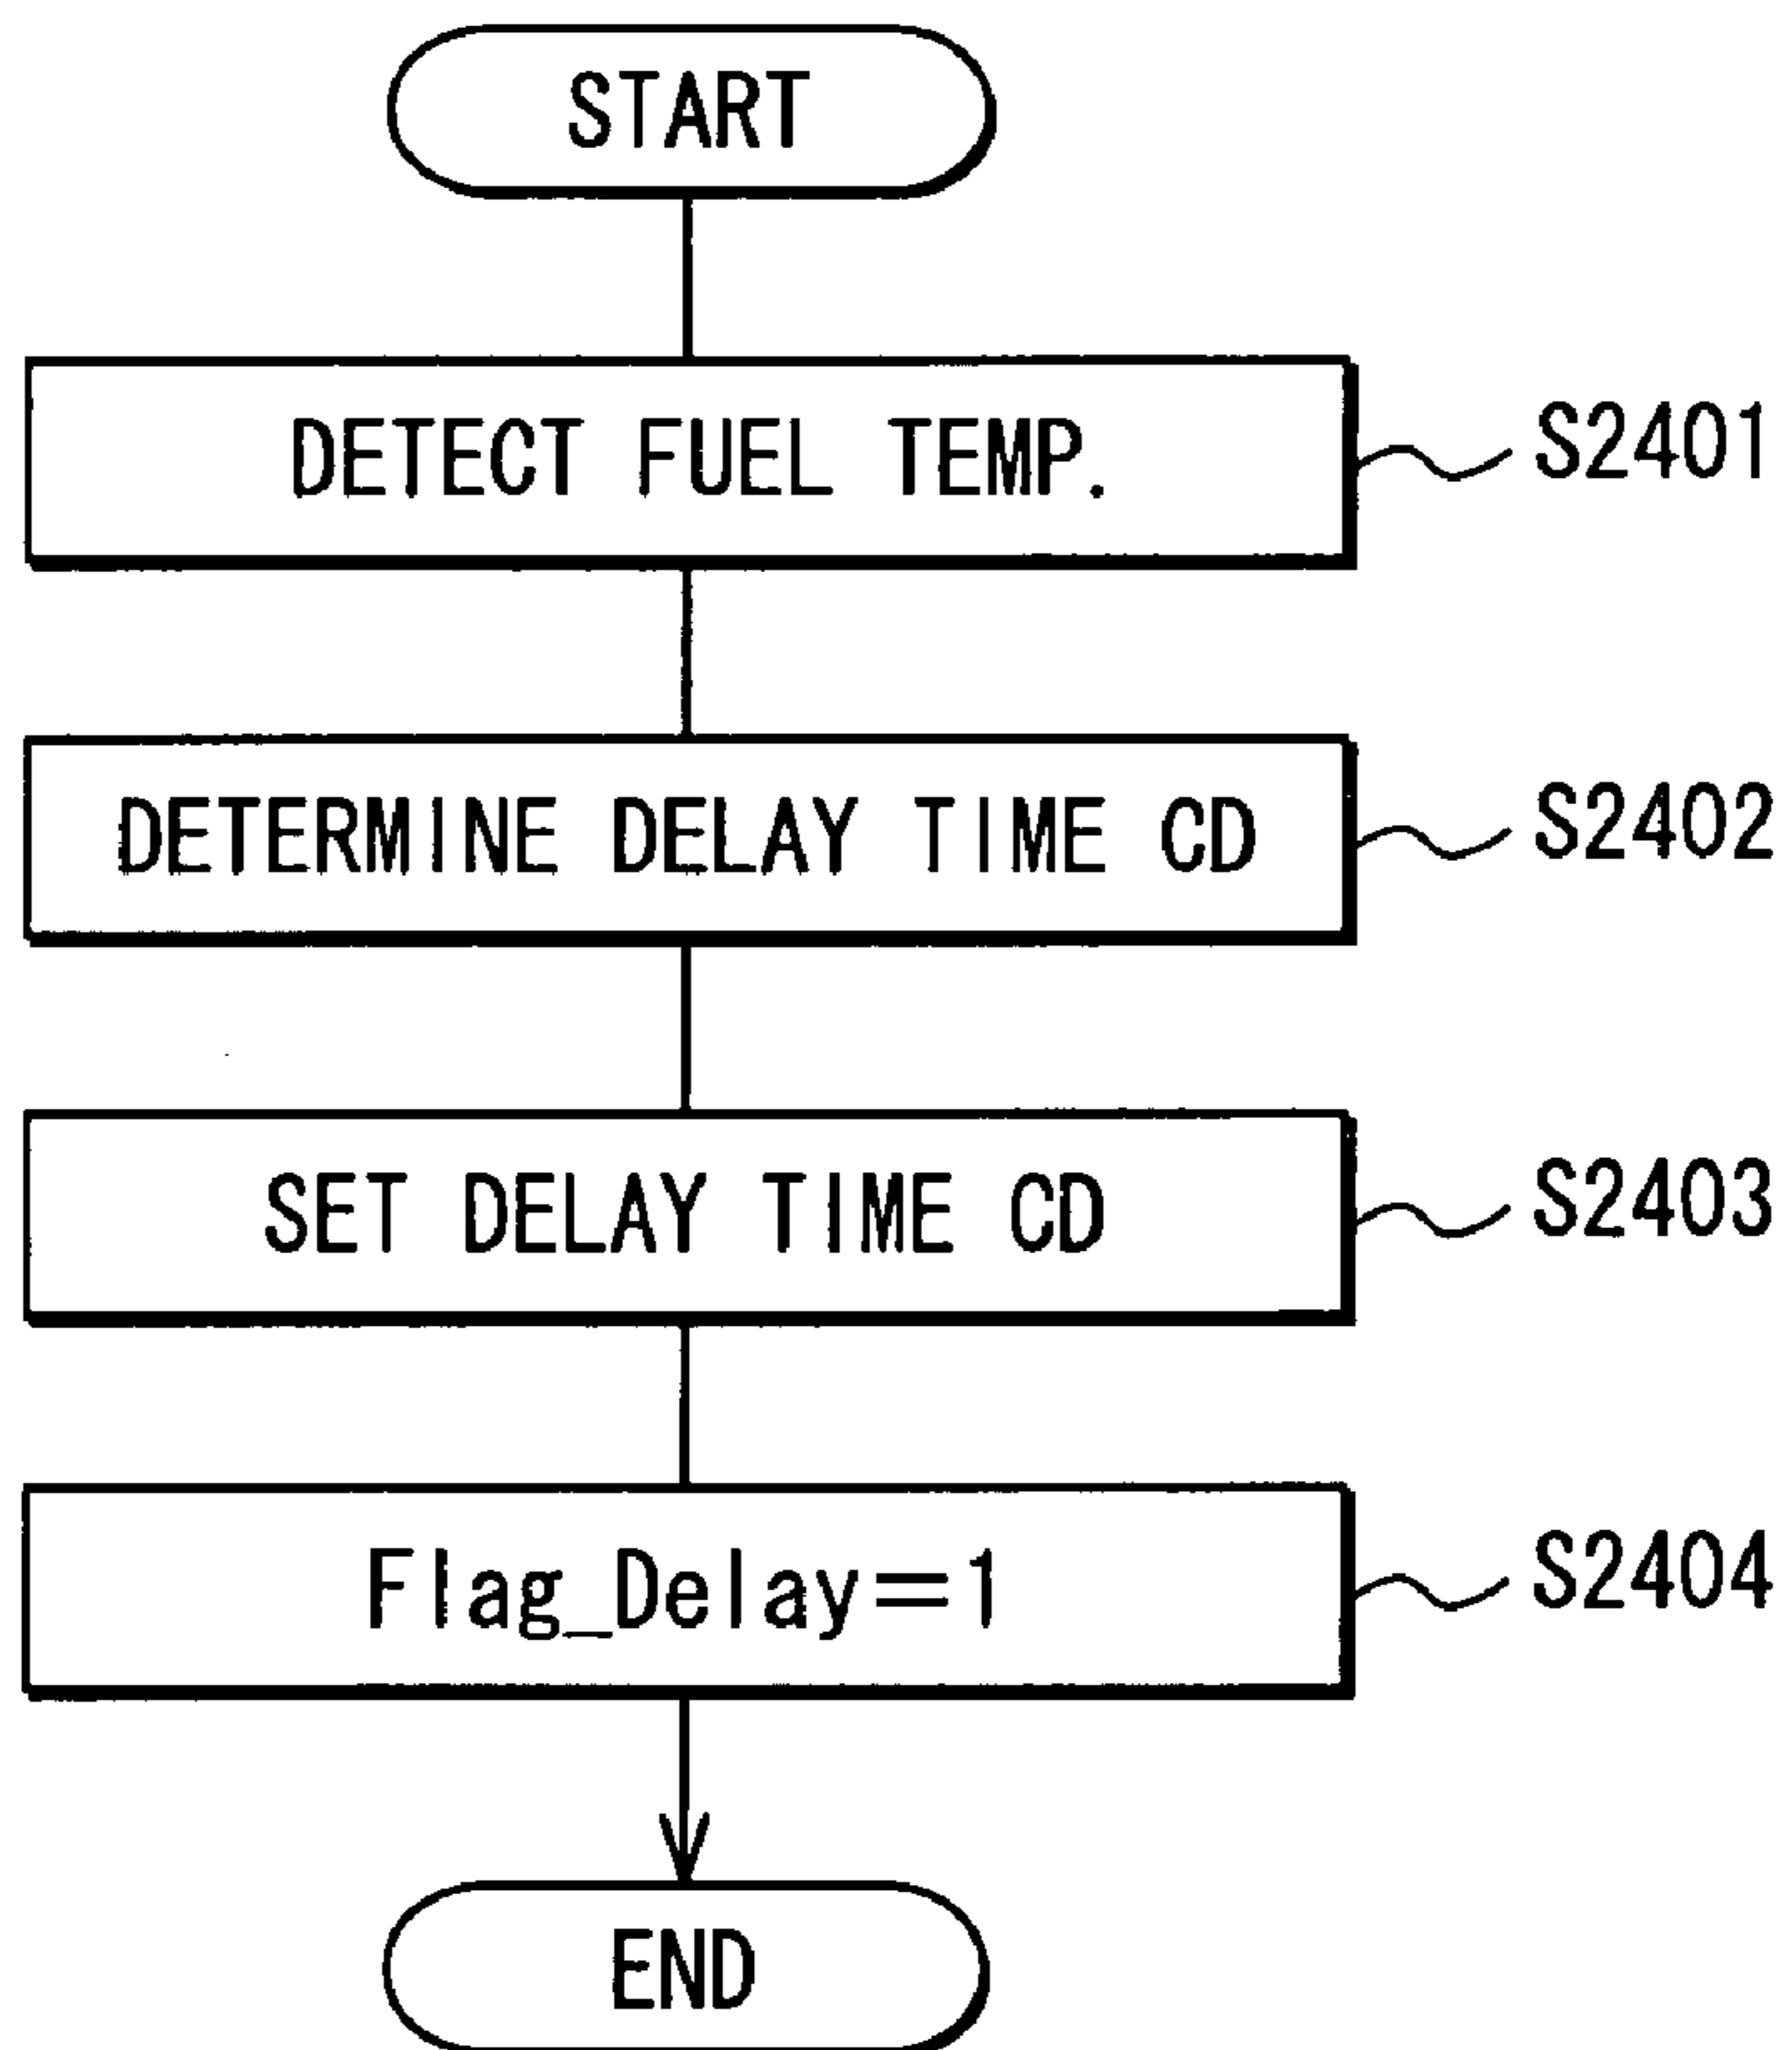 START
DETECT FUEL TEMP.
S2401
DETERMINE DELAY TIME CD
S2402
SET DELAY TIME CD
S2403
Flag_Delay=1
S2404
END